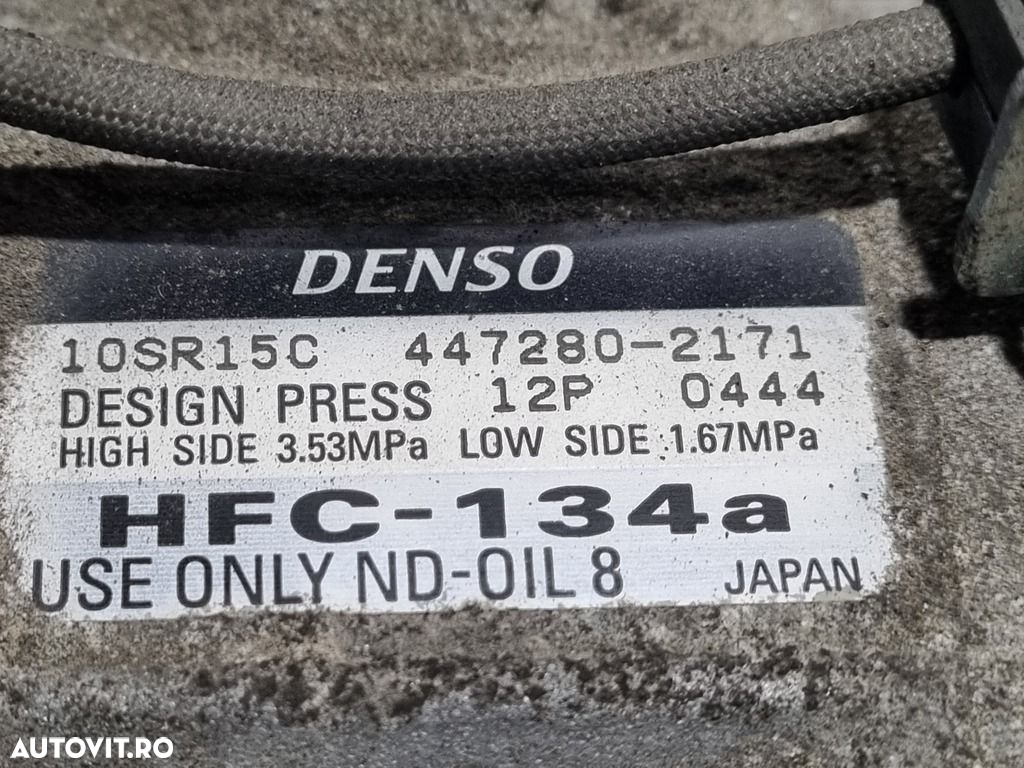 DENSO
10SR15C 447280-2171
DESIGN PRESS 12P 0444
HIGH SIDE 3.53MPa LOW SIDE :1.67MPa
HFC-134a
USE ONLY ND-OIL 8 JAPAN
AUTOVIT.RO